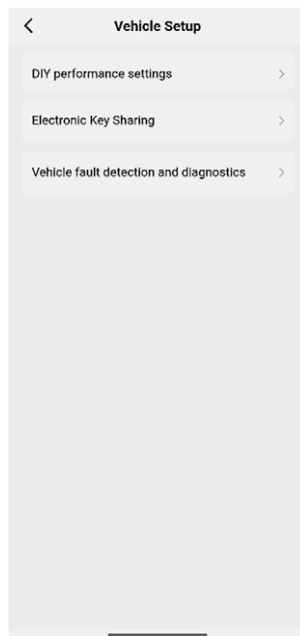 Vehicle Setup
DIY performance settings
Electronic Key Sharing
Vehicle fault detection and diagnostics